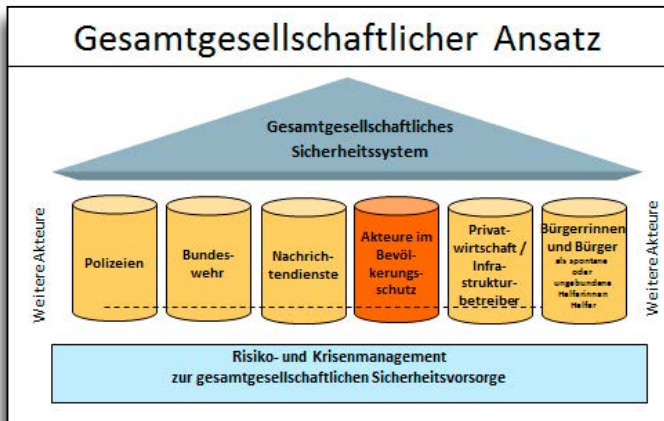 Gesamtgesellschaftlicher Ansatz
Gesamtgesellschaftliches
Sicherheitssystem
Weitere Akteure
Polizeien
Bundes-
wehr
Nachrich-
tendienste
Akteure im
Bevöl-
kerungs-
schutz
Privat-
wirtschaft /
Infra-
struktur-
betreiber
Bürgerrinnen
und Bürger
als spontane
oder
ungebundene
Helferinnen
Helfer
Weitere Akteure
Risiko- und Krisenmanagement
zur gesamtgesellschaftlichen Sicherheitsvorsorge